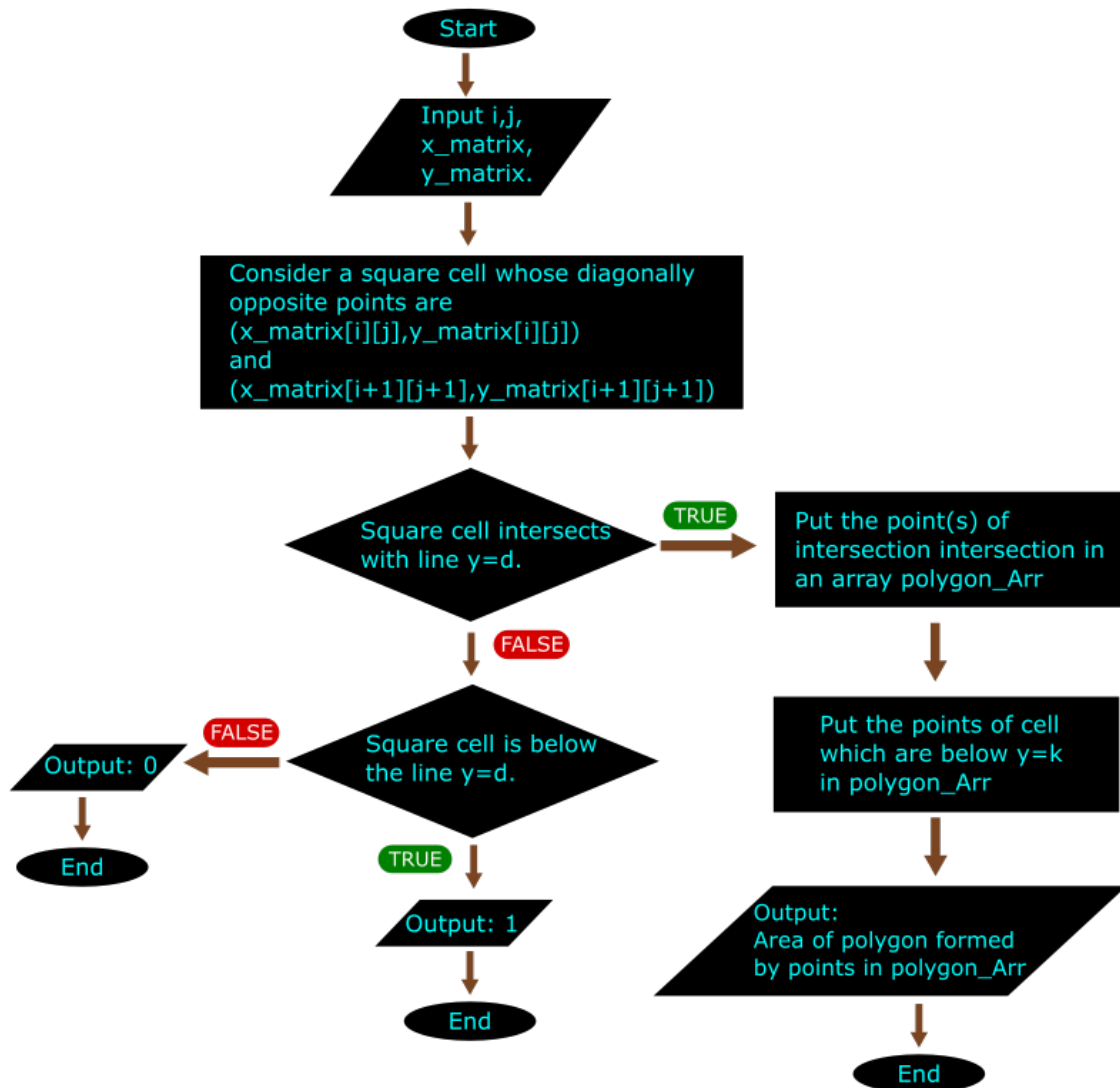 Start
Input i,j,
x_matrix,
y_matrix.
Consider a square cell whose diagonally
opposite points are
(x_matrix[i][j],y_matrix[i][j])
and
(x_matrix[i+1][j+1],y_matrix[i+1][j+1])
Square cell intersects
with line y=d.
TRUE
Put the point(s) of
intersection intersection in
an array polygon_Arr
FALSE
Square cell is below
the line y=d.
FALSE
Output: 0
End
TRUE
Output: 1
End
Put the points of cell
which are below y=k
in polygon_Arr
Output:
Area of polygon formed
by points in polygon_Arr
End